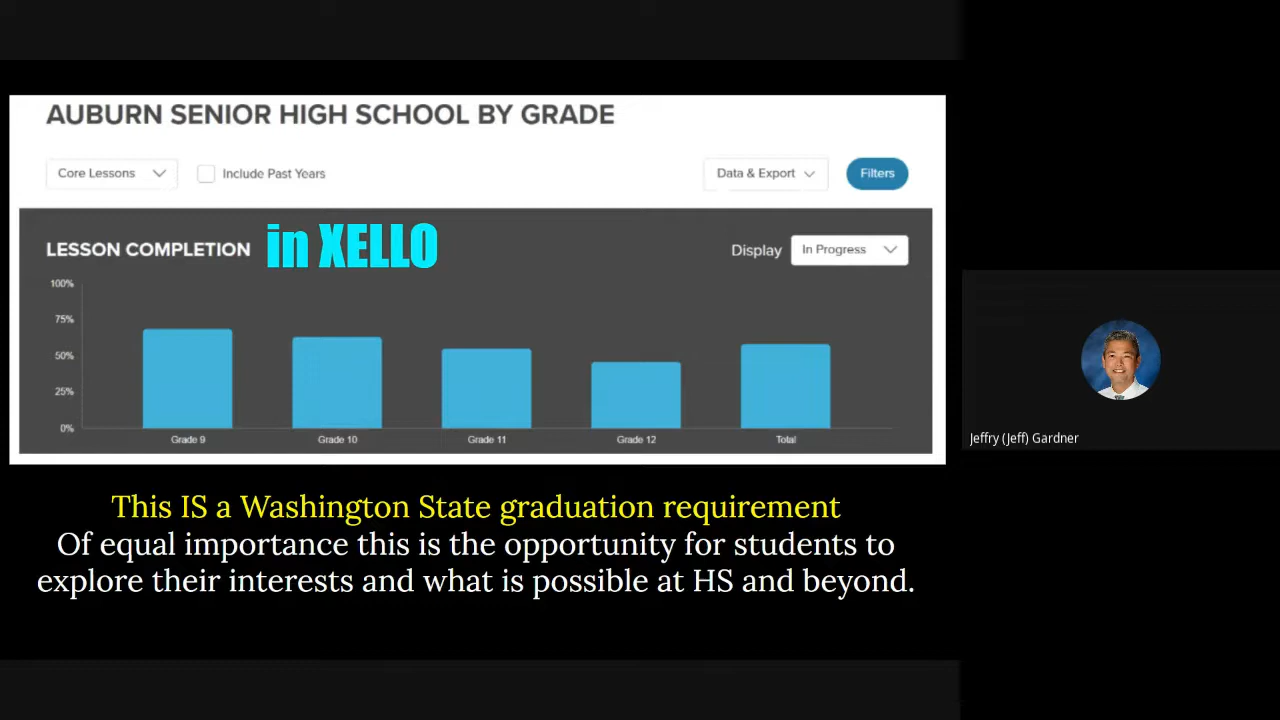 AUBURN SENIOR HIGH SCHOOL BY GRADE
Core Lessons
Include Past Years
Data & Export
Filters
LESSON COMPLETION in XELLO
Display
In Progress
100%
75%
50%
25%
0%
Grade 9
Grade 10
Grade 11
Grade 12
Total
Jeffry (Jeff) Gardner
This IS a Washington State graduation requirement
Of equal importance this is the opportunity for students to
explore their interests and what is possible at HS and beyond.